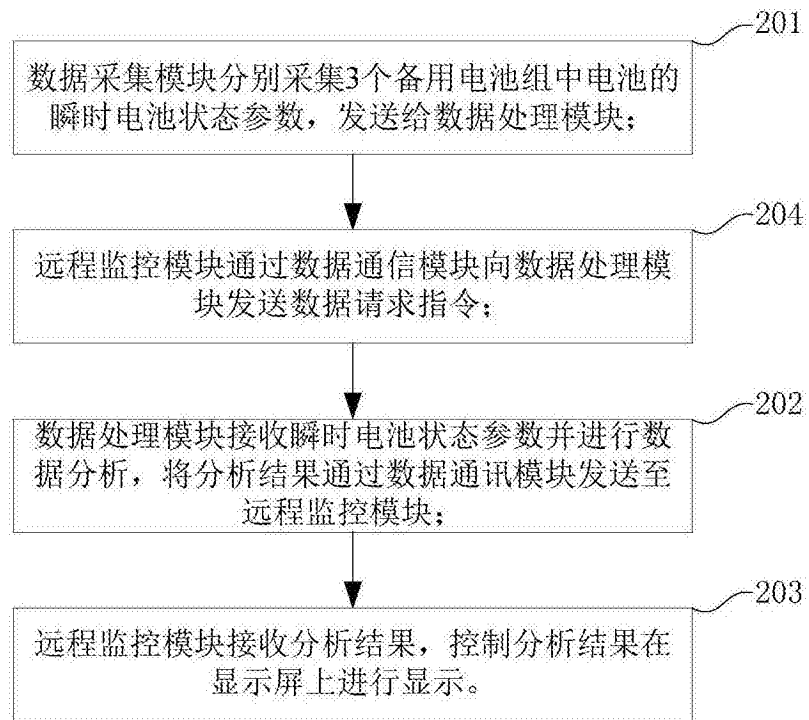 201
数据采集模块分别采集3个备用电池组中电池的
瞬时电池状态参数，发送给数据处理模块；
204
远程监控模块通过数据通信模块向数据处理模
块发送数据请求指令；
202
数据处理模块接收瞬时电池状态参数并进行数
据分析，将分析结果通过数据通讯模块发送至
远程监控模块；
203
远程监控模块接收分析结果，控制分析结果在
显示屏上进行显示。